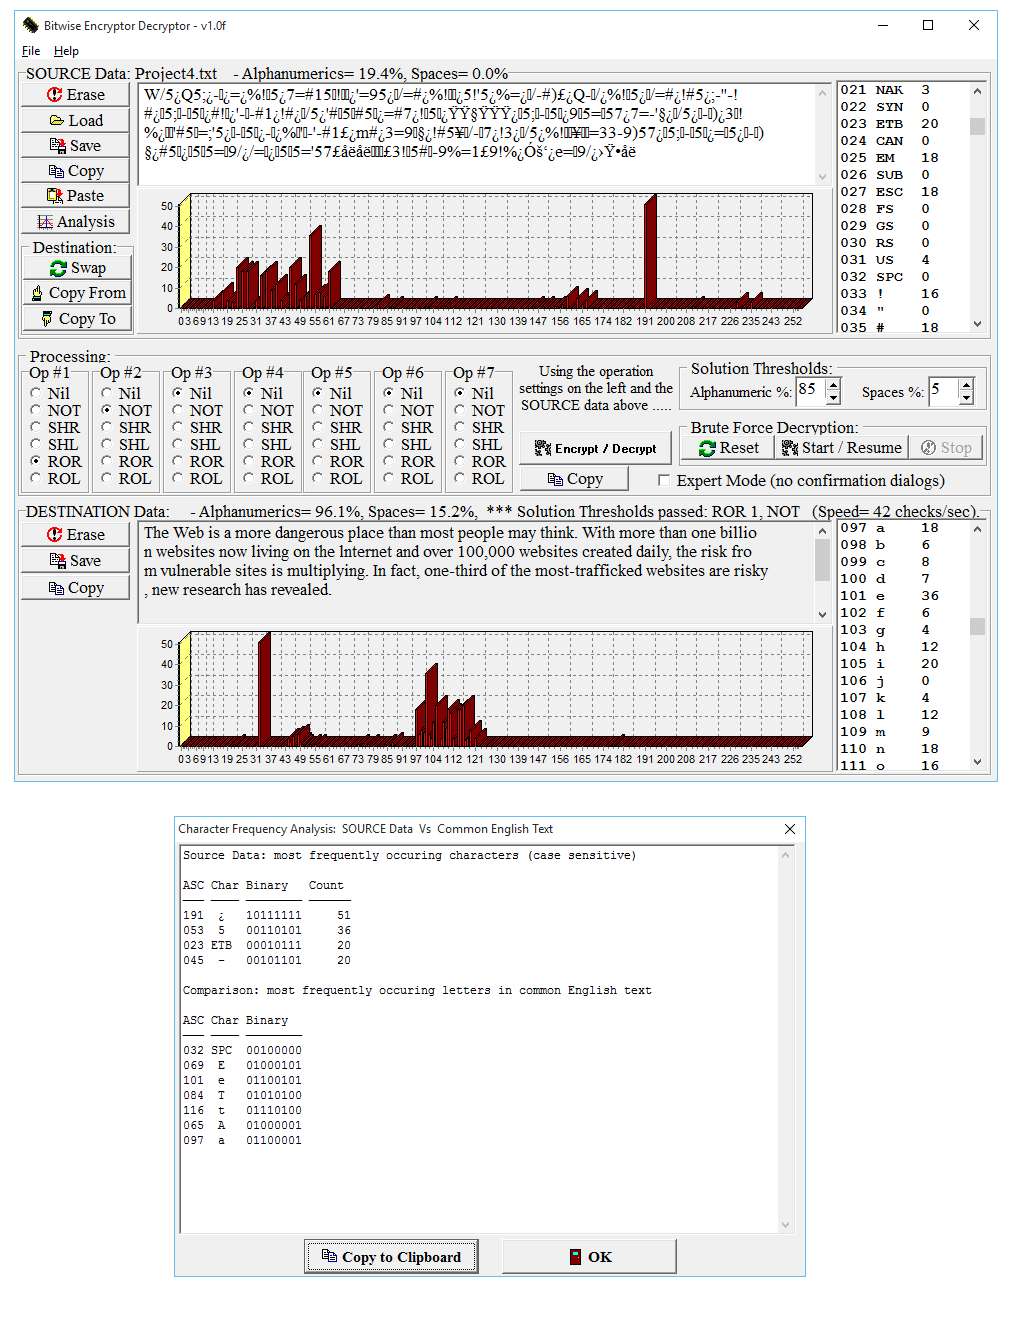 Bitwise Encryptor Decryptor - v1.0f
File Help
SOURCE Data: Project4.txt - Alphanumerics= 19.4%, Spaces= 0.0%
Erase
Load
Save
Copy
Paste
Analysis
Destination:
Swap
Copy From
Copy To
021 NAK 3
022 SYN 0
023 ETB 20
024 CAN 0
025 EM 18
026 SUB 0
027 ESC 18
028 FS 0
029 GS 0
030 RS 0
031 US 4
032 SPC 0
033 ! 16
034 " 0
035 # 18
50
40
30
20
10
0
0 3 6 9 13 19 25 31 37 43 49 55 61 67 73 79 85 91 97 104 112 121 130 139 147 156 165 174 182 191 200 208 217 226 235 243 252
Processing:
Op #1 Op #2 Op #3 Op #4 Op #5 Op #6 Op #7
Nil Nil Nil Nil Nil Nil Nil
NOT NOT NOT NOT NOT NOT NOT
SHR SHR SHR SHR SHR SHR SHR
SHL SHL SHL SHL SHL SHL SHL
ROR ROR ROR ROR ROR ROR ROR
ROL ROL ROL ROL ROL ROL ROL
Using the operation
settings on the left and the
SOURCE data above .....
Encrypt / Decrypt
Copy
Solution Thresholds:
Alphanumeric %: 85 Spaces %: 5
Brute Force Decryption:
Reset Start / Resume Stop
Expert Mode (no confirmation dialogs)
DESTINATION Data: - Alphanumerics= 96.1%, Spaces= 15.2%, *** Solution Thresholds passed: ROR 1, NOT (Speed= 42 checks/sec).
Erase
Save
Copy
The Web is a more dangerous place than most people may think. With more than one billio
n websites now living on the Internet and over 100,000 websites created daily, the risk fro
m vulnerable sites is multiplying. In fact, one-third of the most-trafficked websites are risky
, new research has revealed.
097 a 18
098 b 6
099 c 8
100 d 7
101 e 36
102 f 6
103 g 4
104 h 12
105 i 20
106 j 0
107 k 4
108 l 12
109 m 9
110 n 18
111 o 16
50
40
30
20
10
0
0 3 6 9 13 19 25 31 37 43 49 55 61 67 73 79 85 91 97 104 112 121 130 139 147 156 165 174 182 191 200 208 217 226 235 243 252
Character Frequency Analysis: SOURCE Data Vs Common English Text
Source Data: most frequently occuring characters (case sensitive)
ASC Char Binary Count
191 ¿ 10111111 51
053 5 00110101 36
023 ETB 00010111 20
045 - 00101101 20
Comparison: most frequently occuring letters in common English text
ASC Char Binary
032 SPC 00100000
069 E 01000101
101 e 01100101
084 T 01010100
116 t 01110100
065 A 01000001
097 a 01100001
Copy to Clipboard OK